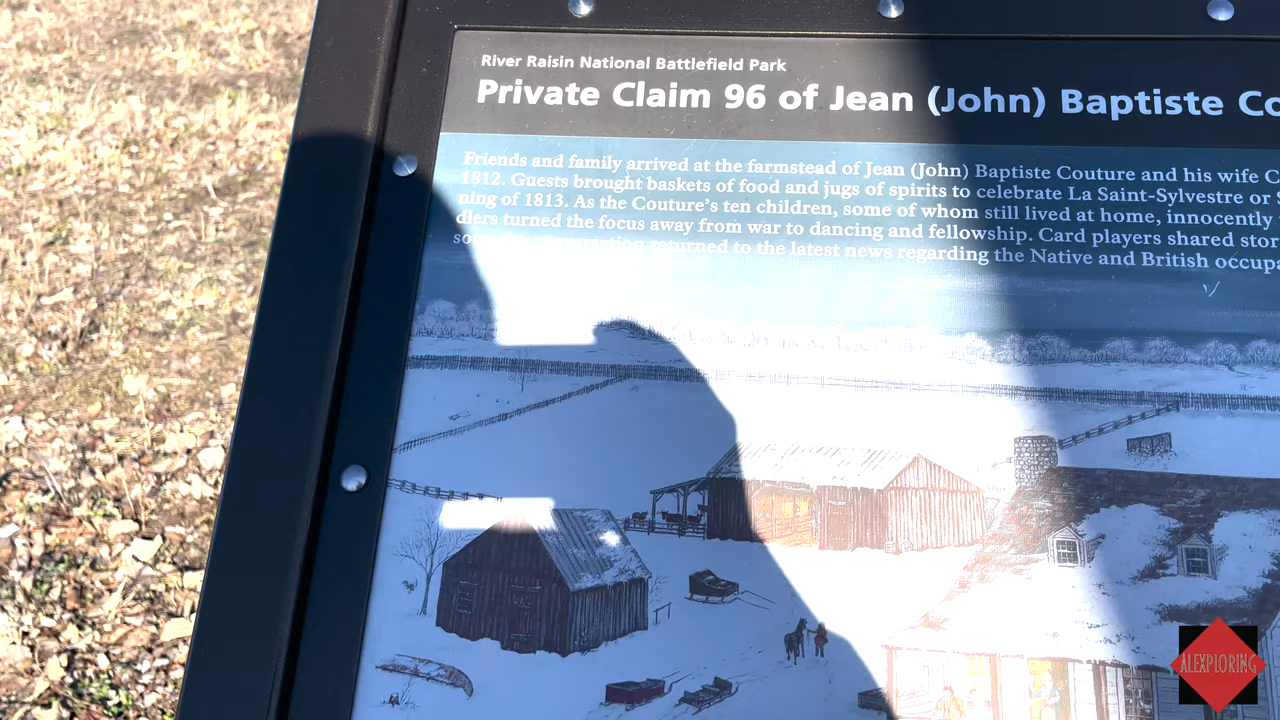 River Raisin National Battlefield Park
Private Claim 96 of Jean (John) Baptiste Co
Friends and family arrived at the farmstead of Jean (John) Baptiste Couture and his wife C
1812. Guests brought baskets of food and jugs of spirits to celebrate La Saint-Sylvestre or
ning of 1813. As the Couture's ten children, some of whom still lived at home, innocently
diers turned the focus away from war to dancing and fellowship. Card players shared stor
conversation returned to the latest news regarding the Native and British occupa
ALEXPLORING